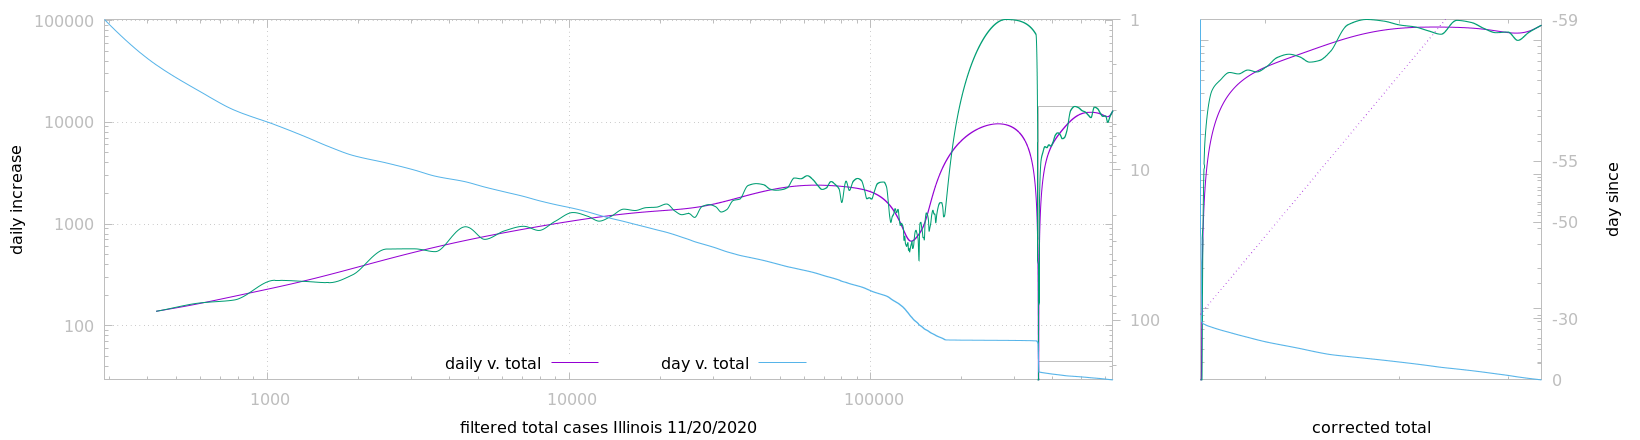 100000
10000
1000
100
daily increase
1
10
100
daily v. total
day v. total
1000
10000
100000
filtered total cases Illinois 11/20/2020
-59
-55
-50
-30
0
day since
corrected total